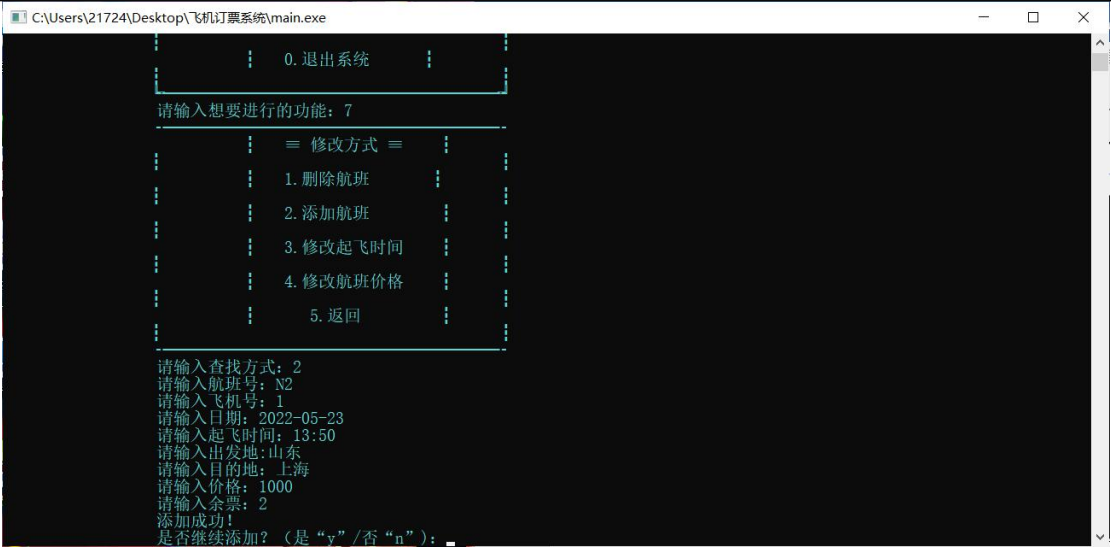 C:\Users\21724\Desktop\飞机订票系统\main.exe
0.退出系统
请输入想要进行的功能：7
≡ 修改方式 ≡
1.删除航班
2.添加航班
3.修改起飞时间
4.修改航班价格
5.返回
请输入查找方式：2
请输入航班号：N2
请输入飞机号：1
请输入日期：2022-05-23
请输入起飞时间：13:50
请输入出发地:山东
请输入目的地：上海
请输入价格：1000
请输入余票：2
添加成功！
是否继续添加？（是“y”/否“n”）：